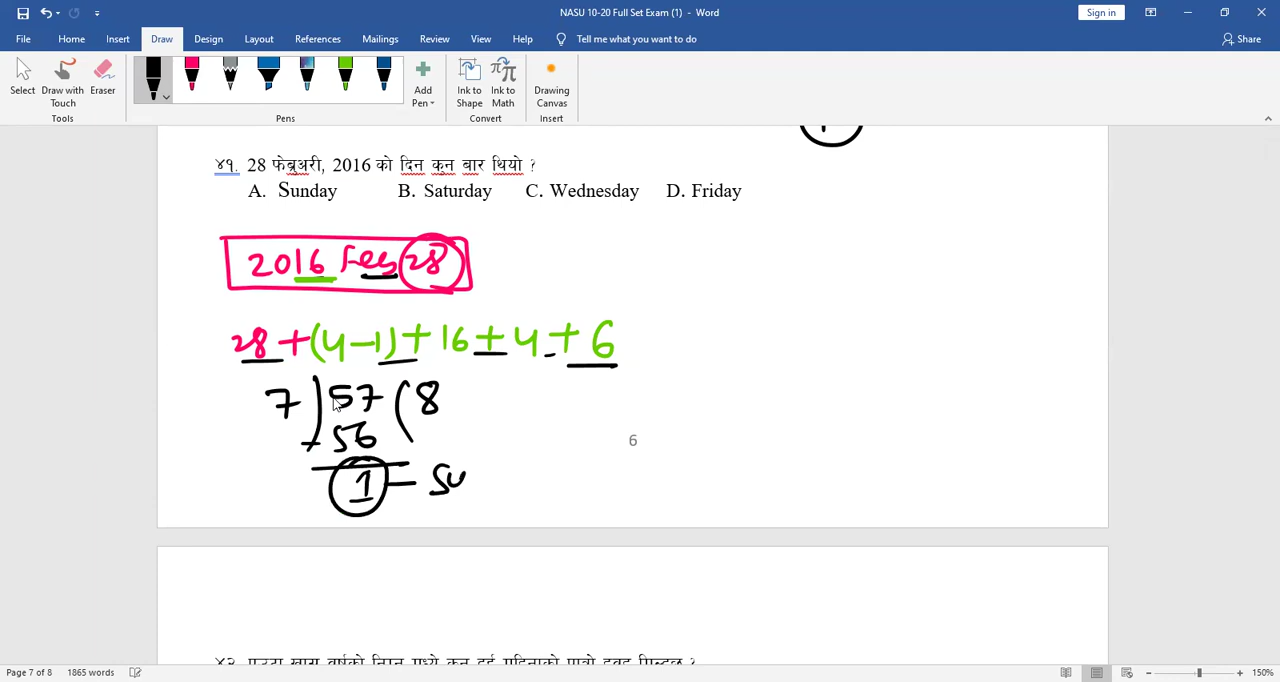 NASU 10-20 Full Set Exam (1) - Word
Sign in
File Home Insert Draw Design Layout References Mailings Review View Help Tell me what you want to do Share
Select Draw with Touch Eraser Add Pen Ink to Shape Ink to Math Drawing Canvas
Tools Pens Convert Insert
४१. 28 फेब्रुअरी, 2016 को दिन कुन बार थियो ?
A. Sunday B. Saturday C. Wednesday D. Friday
2016 Feb 28
28 + (4 - 1) + 16 + 4 + 6
7 ) 57 ( 8
- 56
1 = Su
6
Page 7 of 8 1865 words 150%